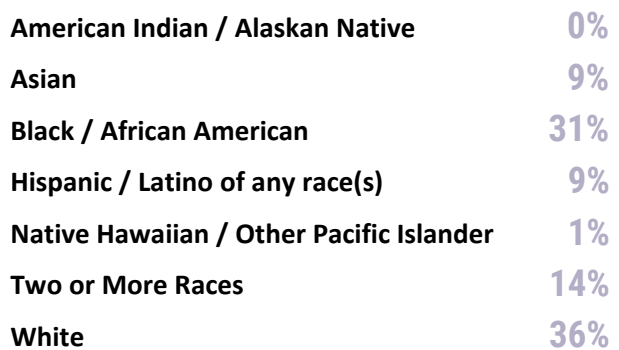 American Indian / Alaskan Native 0%
Asian 9%
Black / African American 31%
Hispanic / Latino of any race(s) 9%
Native Hawaiian / Other Pacific Islander 1%
Two or More Races 14%
White 36%